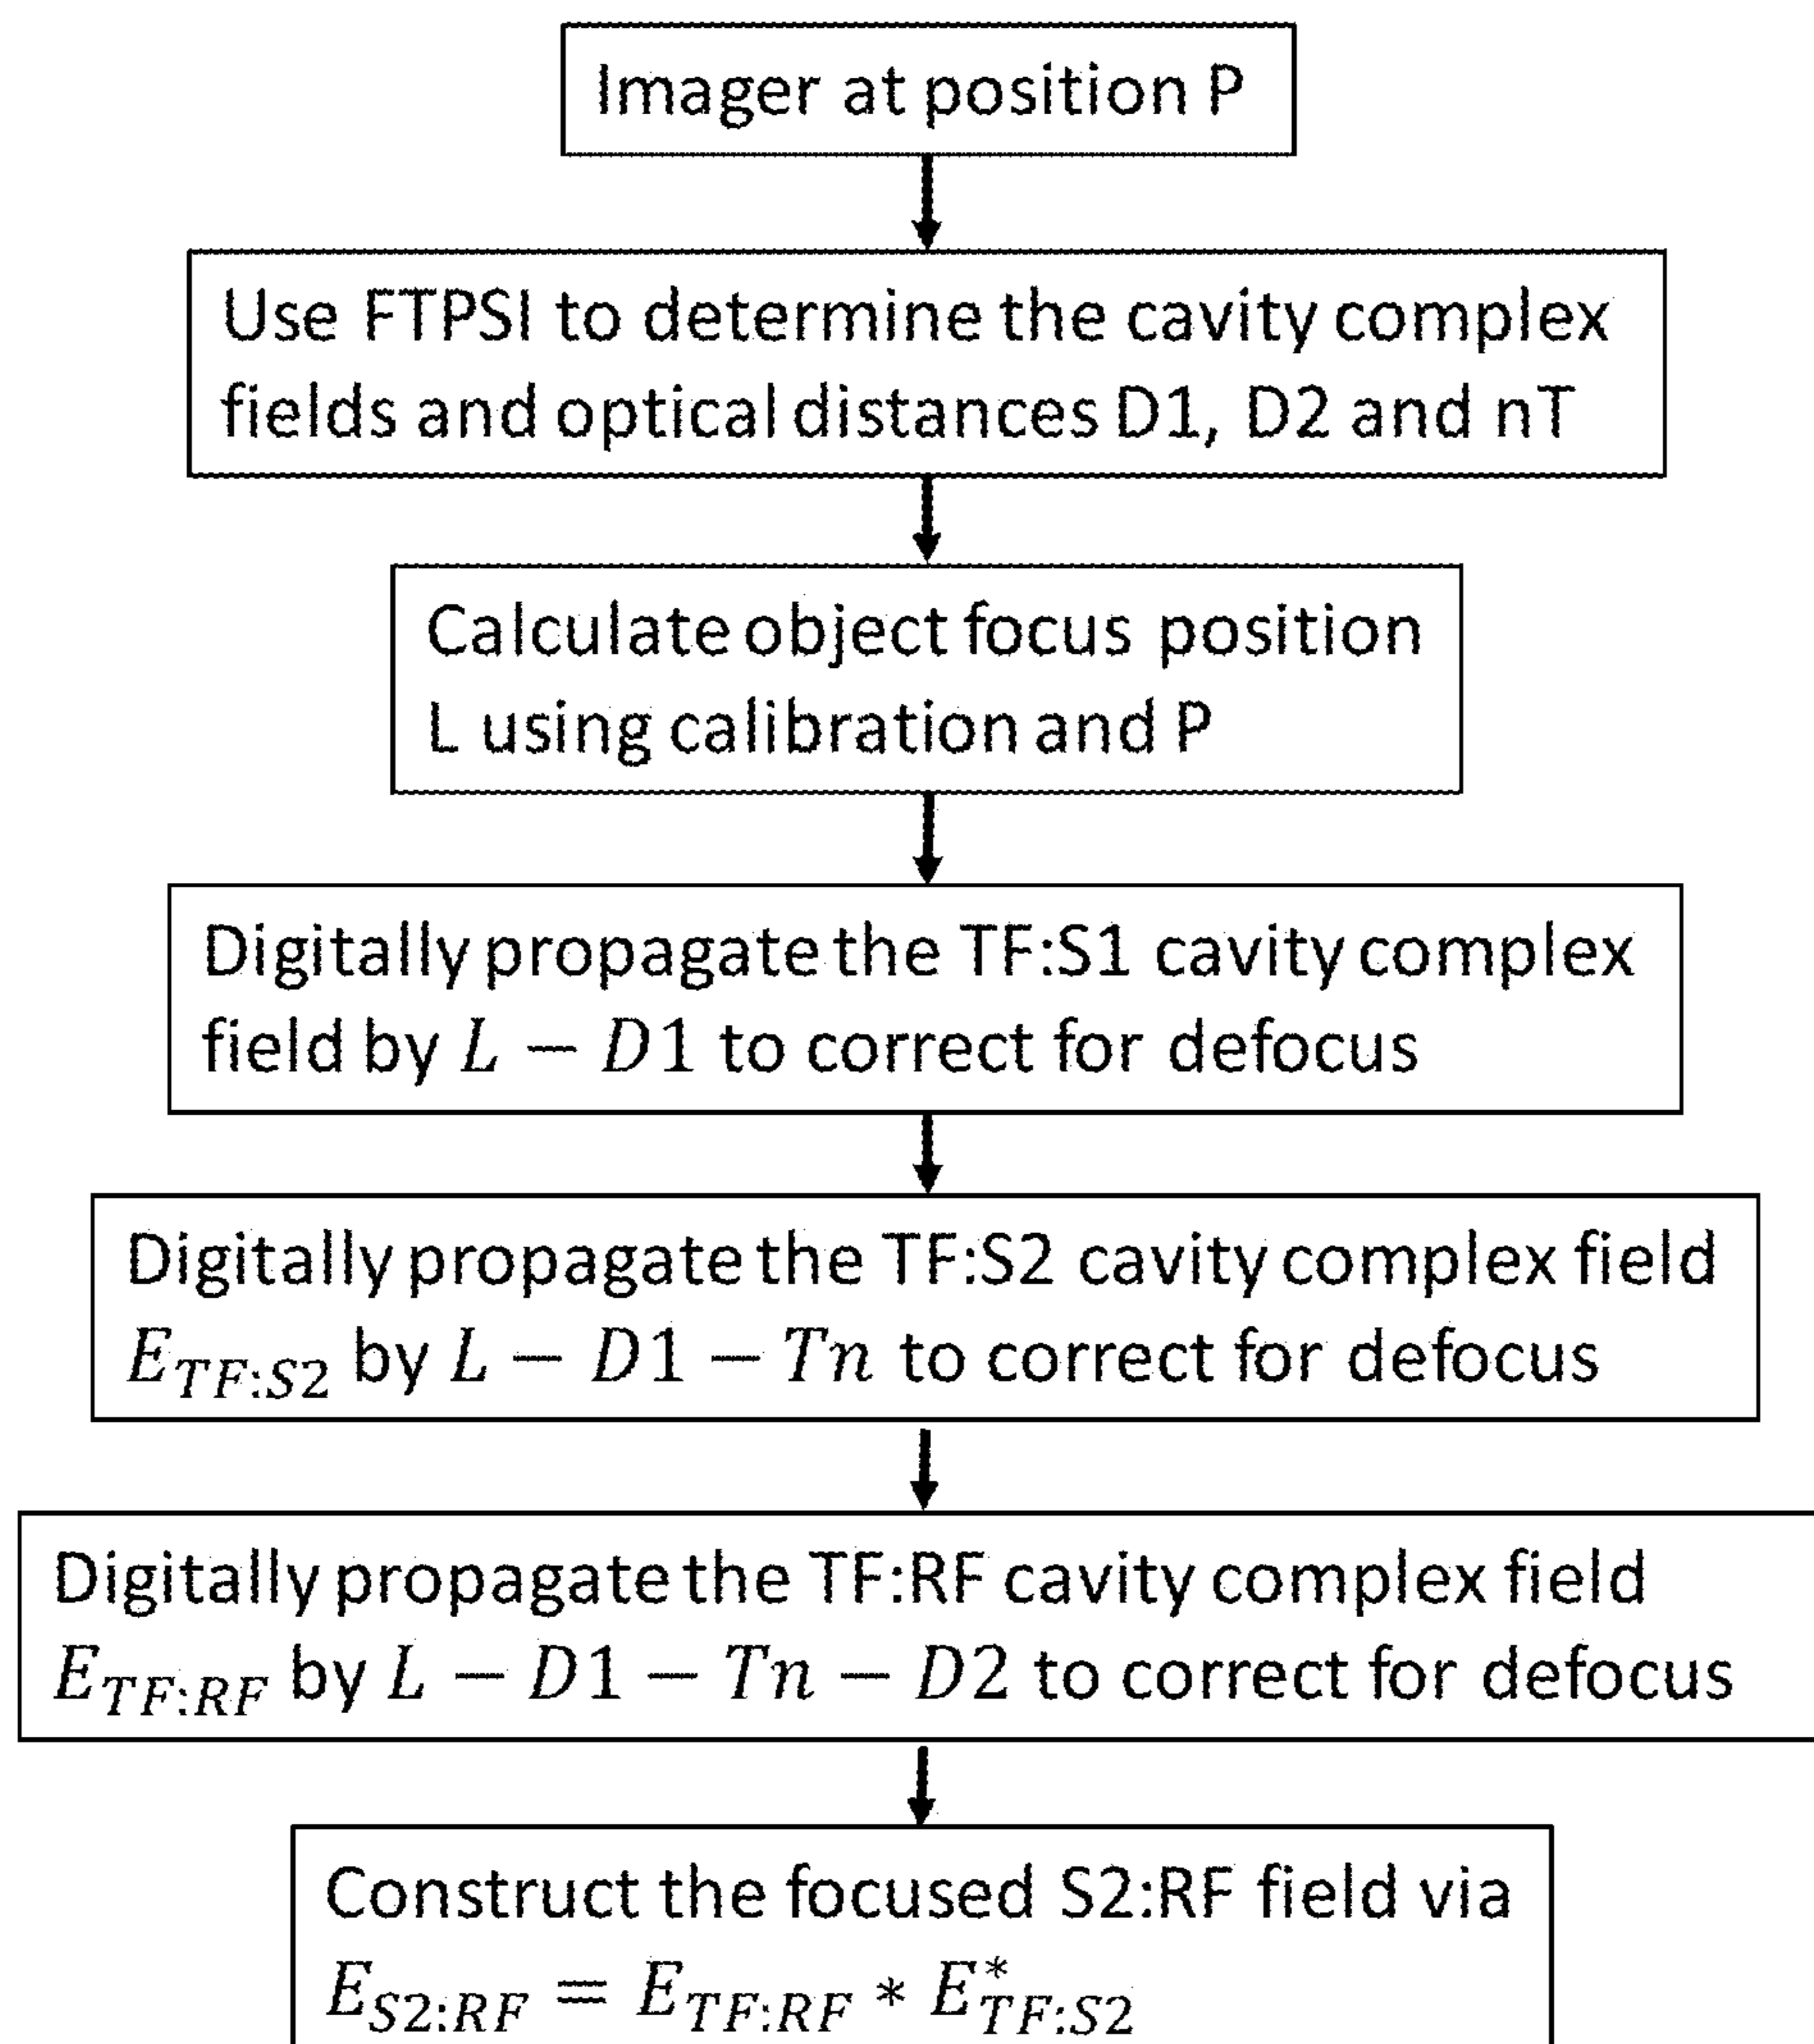 Imager at position P
Use FTPSI to determine the cavity complex
fields and optical distances D1, D2 and nT
Calculate object focus position
L using calibration and P
Digitally propagate the TF:S1 cavity complex
field by L − D1 to correct for defocus
Digitally propagate the TF:S2 cavity complex field
E_{TF:S2} by L − D1 − Tn to correct for defocus
Digitally propagate the TF:RF cavity complex field
E_{TF:RF} by L − D1 − Tn − D2 to correct for defocus
Construct the focused S2:RF field via
E_{S2:RF} = E_{TF:RF} * E^*_{TF:S2}